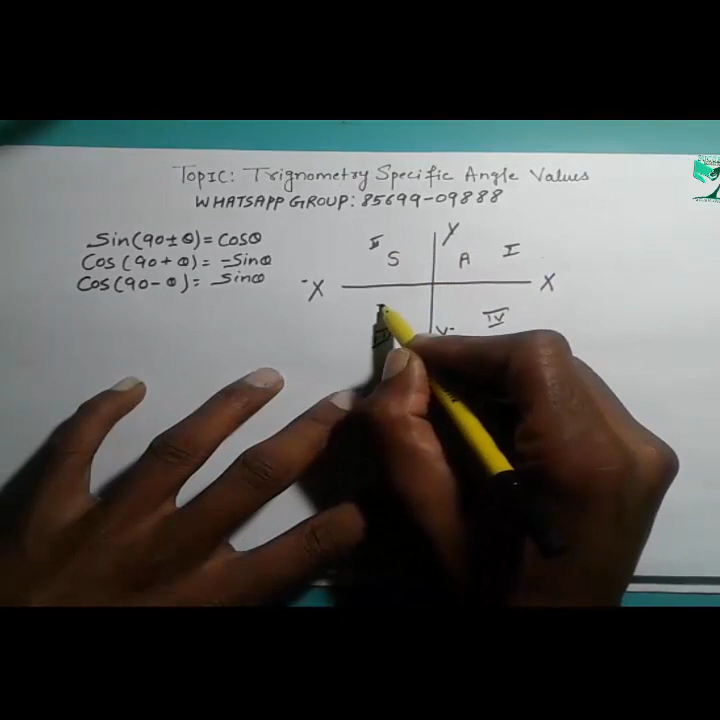 TOPIC: Trignometry Specific Angle Values
WHATSAPP GROUP: 85699-09888
Sin(90±θ)=Cosθ
Cos(90+θ)=-Sinθ
Cos(90-θ)= Sinθ
Y
II
S
A
I
-X
X
IV